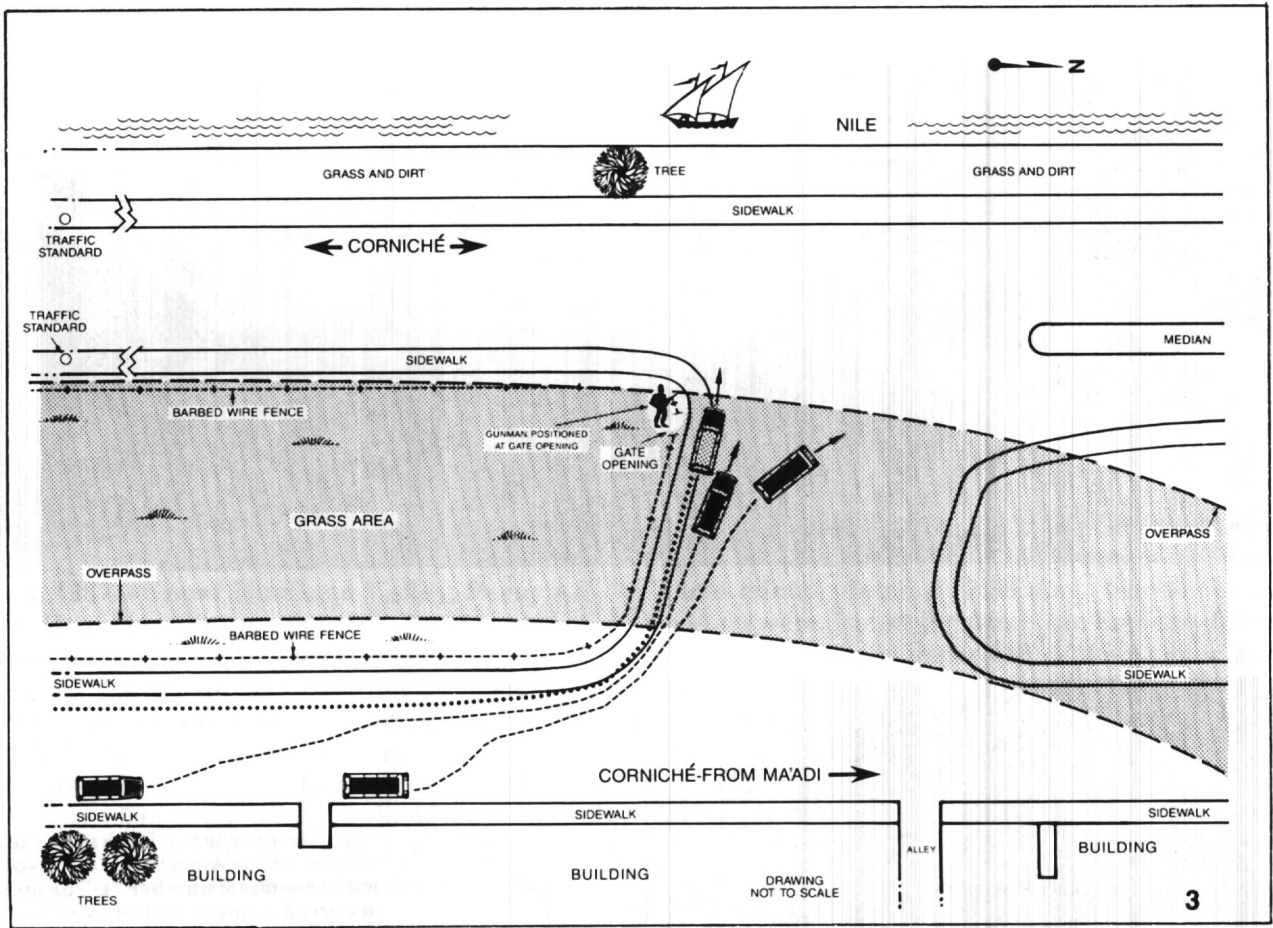 N
NILE
GRASS AND DIRT
TREE
GRASS AND DIRT
SIDEWALK
TRAFFIC
STANDARD
CORNICHÉ
TRAFFIC
STANDARD
SIDEWALK
MEDIAN
BARBED WIRE FENCE
GUNMAN POSITIONED
AT GATE OPENING
GATE
OPENING
GRASS AREA
OVERPASS
OVERPASS
BARBED WIRE FENCE
SIDEWALK
SIDEWALK
CORNICHÉ-FROM MA'ADI
SIDEWALK
SIDEWALK
SIDEWALK
TREES
BUILDING
BUILDING
DRAWING
NOT TO SCALE
ALLEY
BUILDING
3